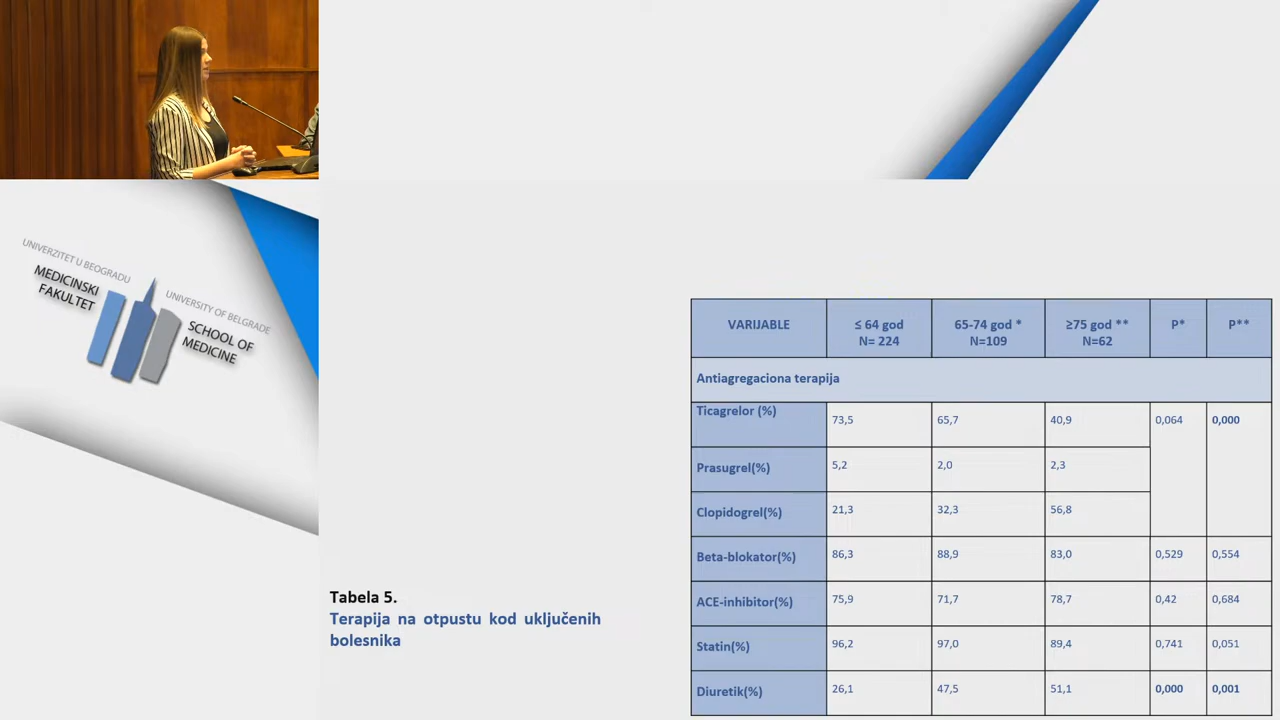 UNIVERZITET U BEOGRADU
MEDICINSKI
FAKULTET
UNIVERSITY OF BELGRADE
SCHOOL OF
MEDICINE
Tabela 5.
Terapija na otpustu kod uključenih
bolesnika
VARIJABLE ≤ 64 god N= 224 65-74 god * N=109 ≥75 god ** N=62 P* P**
Antiagregaciona terapija
Ticagrelor (%) 73,5 65,7 40,9 0,064 0,000
Prasugrel(%) 5,2 2,0 2,3
Clopidogrel(%) 21,3 32,3 56,8
Beta-blokator(%) 86,3 88,9 83,0 0,529 0,554
ACE-inhibitor(%) 75,9 71,7 78,7 0,42 0,684
Statin(%) 96,2 97,0 89,4 0,741 0,051
Diuretik(%) 26,1 47,5 51,1 0,000 0,001